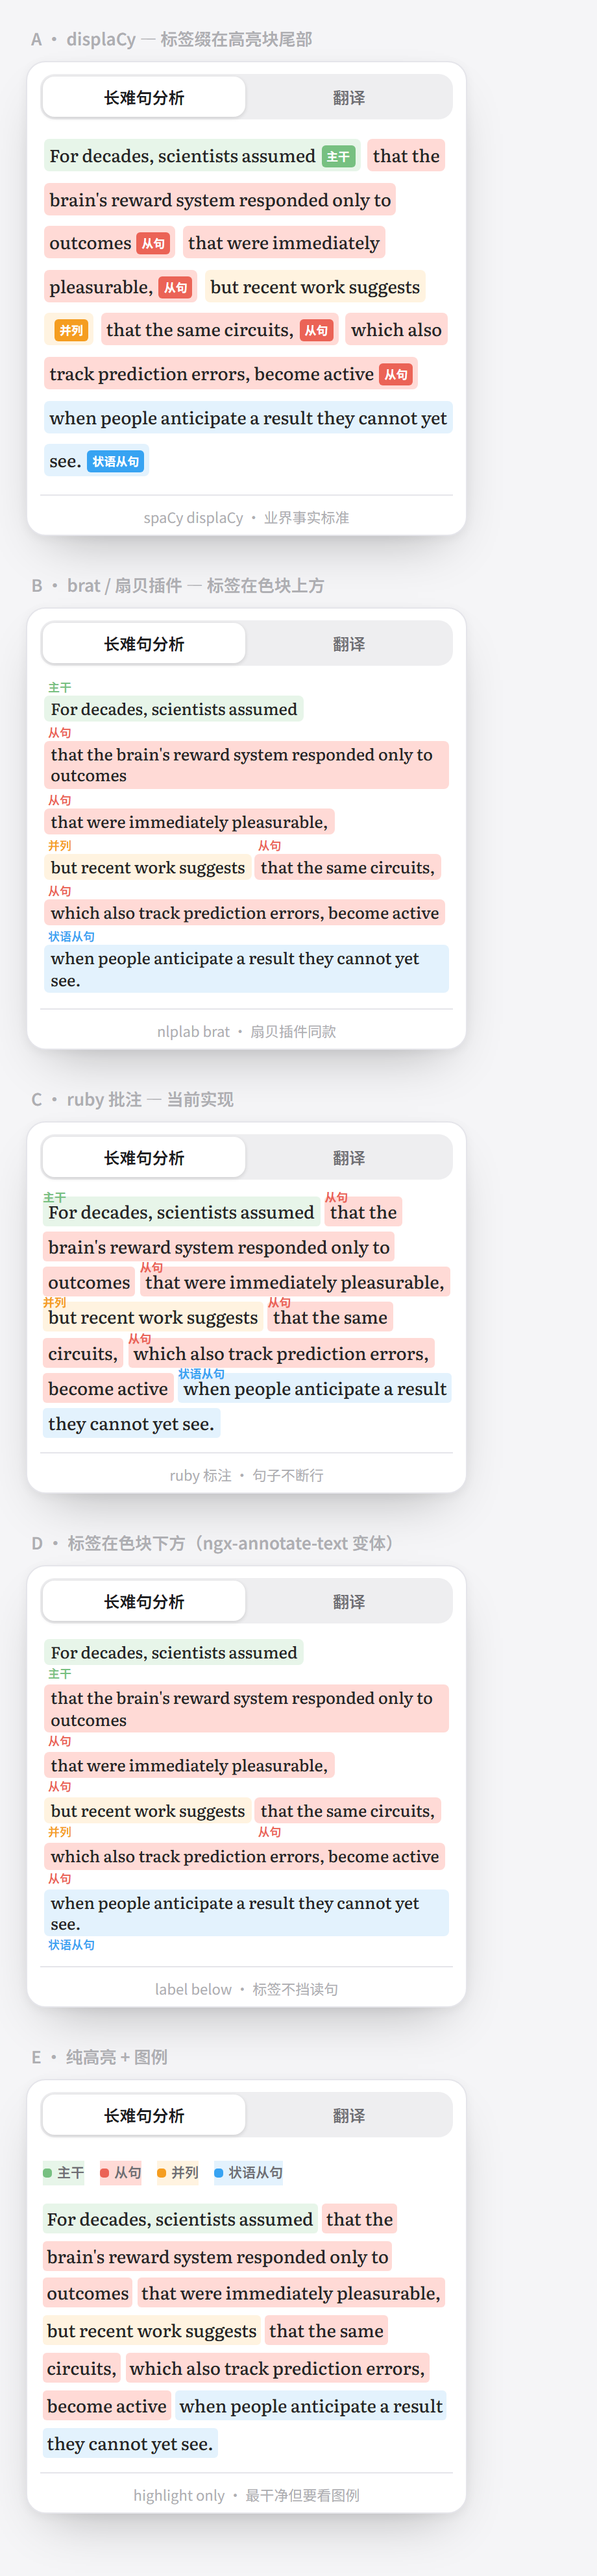 A • displaCy — 标签缀在高亮块尾部
长难句分析 翻译
For decades, scientists assumed 主干 that the
brain's reward system responded only to
outcomes 从句 that were immediately
pleasurable, 从句 but recent work suggests
并列 that the same circuits, 从句 which also
track prediction errors, become active 从句
when people anticipate a result they cannot yet
see. 状语从句
spaCy displaCy • 业界事实标准
B • brat / 扇贝插件 — 标签在色块上方
长难句分析 翻译
主干
For decades, scientists assumed
从句
that the brain's reward system responded only to
outcomes
从句
that were immediately pleasurable,
并列 从句
but recent work suggests that the same circuits,
从句
which also track prediction errors, become active
状语从句
when people anticipate a result they cannot yet
see.
nlplab brat • 扇贝插件同款
C • ruby 批注 — 当前实现
长难句分析 翻译
主干 从句
For decades, scientists assumed that the
brain's reward system responded only to
从句
outcomes that were immediately pleasurable,
并列 从句
but recent work suggests that the same
从句
circuits, which also track prediction errors,
状语从句
become active when people anticipate a result
they cannot yet see.
ruby 标注 • 句子不断行
D • 标签在色块下方（ngx-annotate-text 变体）
长难句分析 翻译
For decades, scientists assumed
主干
that the brain's reward system responded only to
outcomes
从句
that were immediately pleasurable,
从句
but recent work suggests that the same circuits,
并列 从句
which also track prediction errors, become active
从句
when people anticipate a result they cannot yet
see.
状语从句
label below • 标签不挡读句
E • 纯高亮 + 图例
长难句分析 翻译
主干 从句 并列 状语从句
For decades, scientists assumed that the
brain's reward system responded only to
outcomes that were immediately pleasurable,
but recent work suggests that the same
circuits, which also track prediction errors,
become active when people anticipate a result
they cannot yet see.
highlight only • 最干净但要看图例